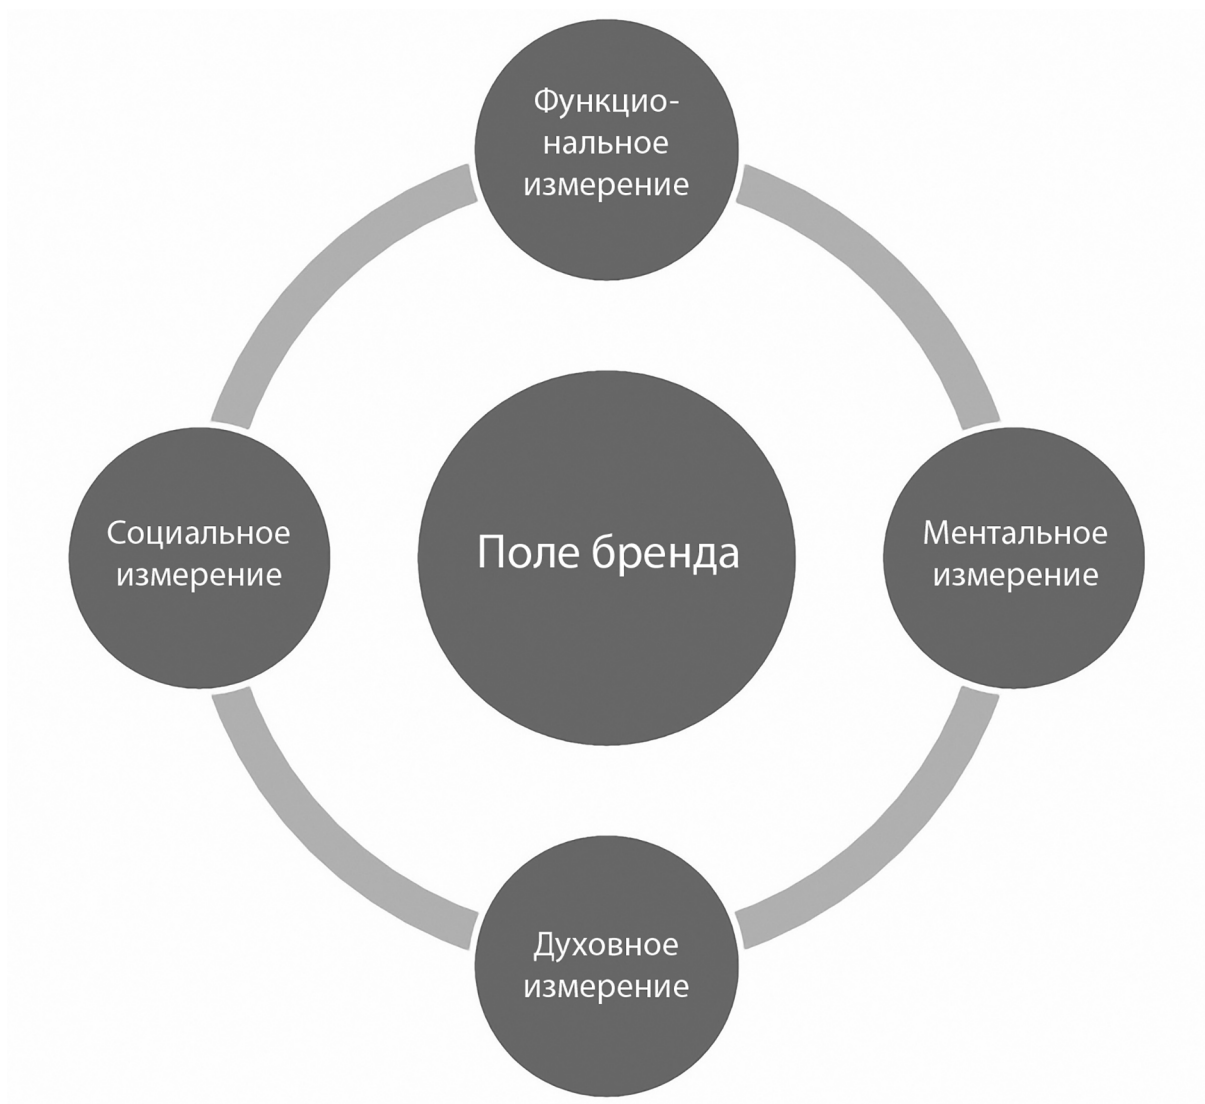 Функцио-
нальное
измерение
Социальное
измерение
Поле бренда
Ментальное
измерение
Духовное
измерение